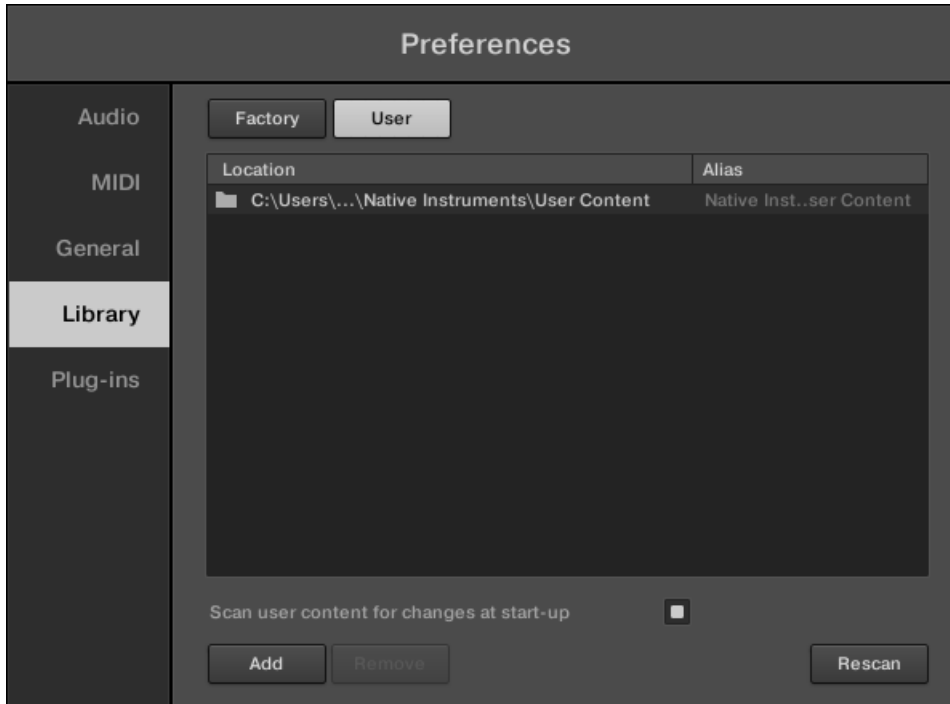 Preferences
Audio
MIDI
General
Library
Plug-ins
Factory User
Location Alias
C:\Users\...\Native Instruments\User Content Native Inst..ser Content
Scan user content for changes at start-up
Add Remove Rescan